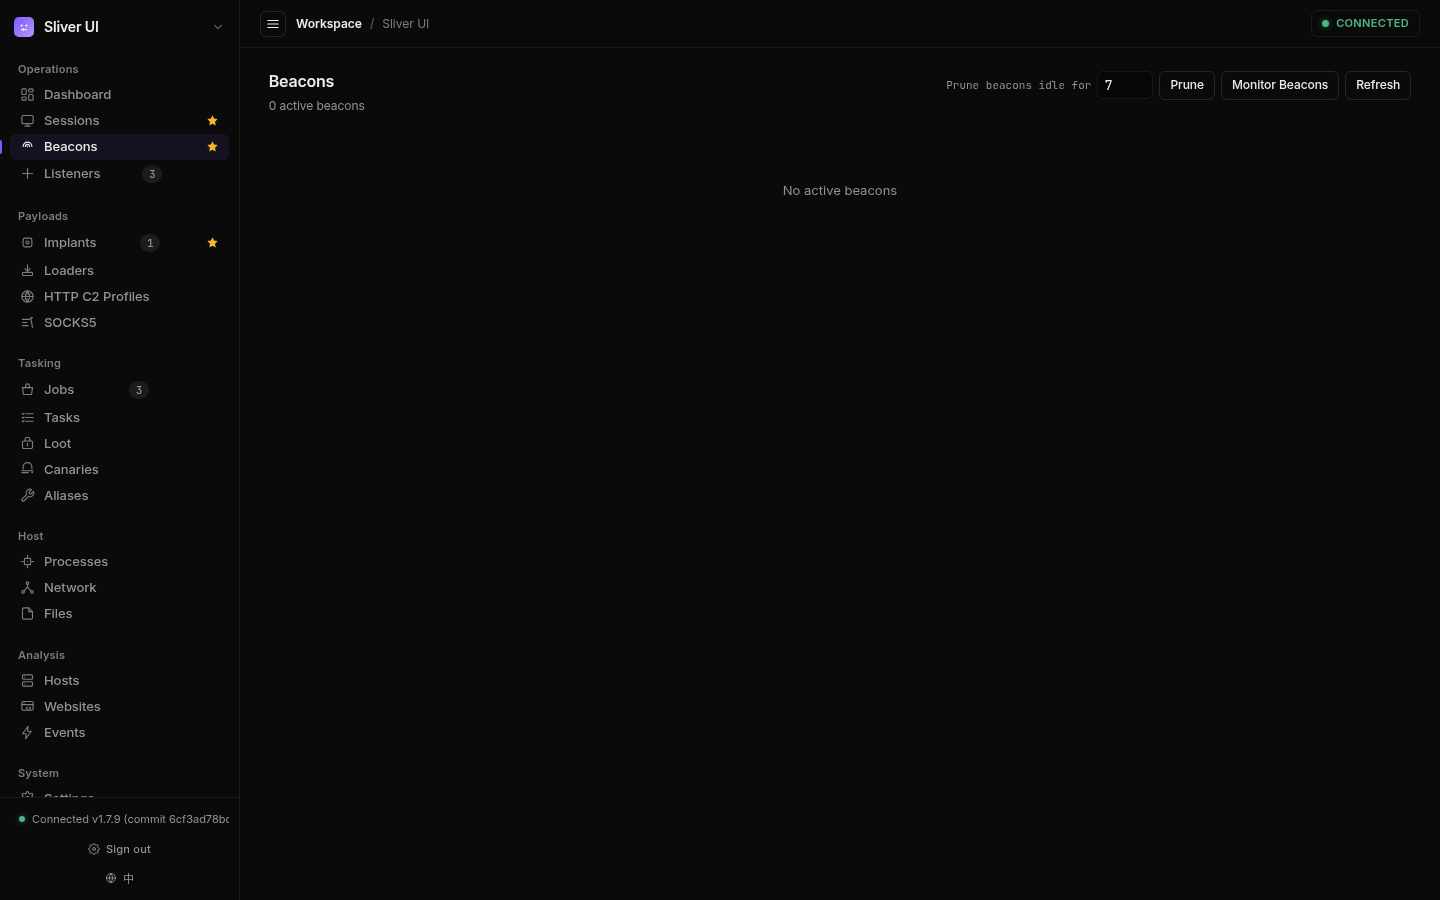 Sliver UI
Operations
Dashboard
Sessions
Beacons
Listeners 3
Payloads
Implants 1
Loaders
HTTP C2 Profiles
SOCKS5
Tasking
Jobs 3
Tasks
Loot
Canaries
Aliases
Host
Processes
Network
Files
Analysis
Hosts
Websites
Events
System
Settings
Connected v1.7.9 (commit 6cf3ad78bc
Sign out
中
Workspace / Sliver UI
CONNECTED
Beacons
0 active beacons
Prune beacons idle for 7 Prune Monitor Beacons Refresh
No active beacons